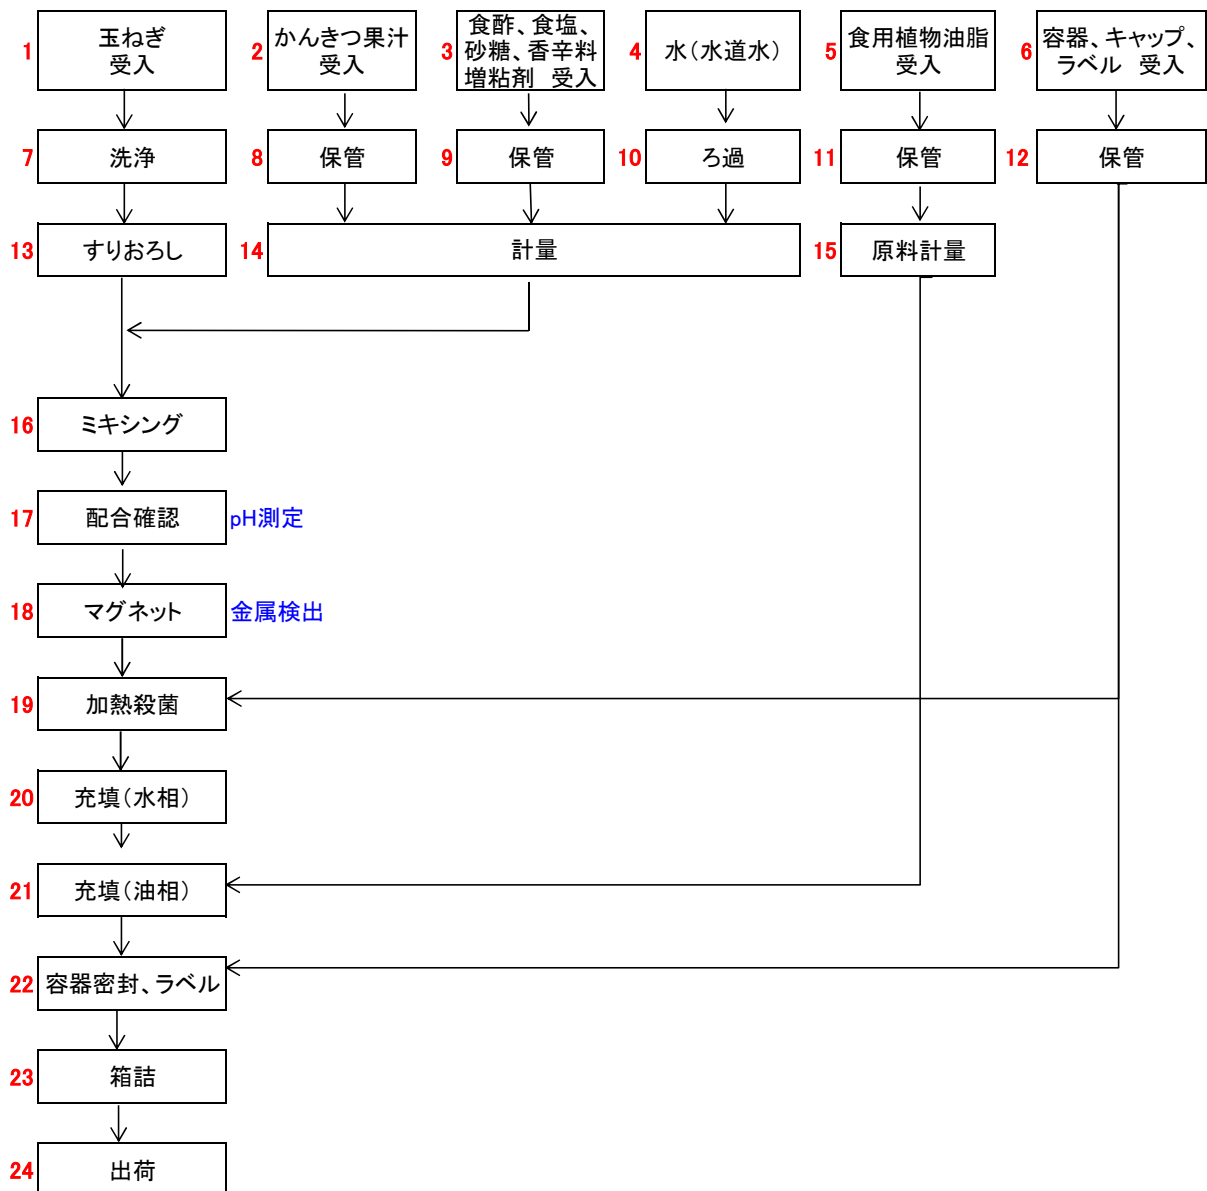 1
玉ねぎ
受入
2
かんきつ果汁
受入
3
食酢、食塩、
砂糖、香辛料
増粘剤　受入
4
水（水道水）
5
食用植物油脂
受入
6
容器、キャップ、
ラベル　受入
7
洗浄
8
保管
9
保管
10
ろ過
11
保管
12
保管
13
すりおろし
14
計量
15
原料計量
16
ミキシング
17
配合確認
pH測定
18
マグネット
金属検出
19
加熱殺菌
20
充填（水相）
21
充填（油相）
22
容器密封、ラベル
23
箱詰
24
出荷